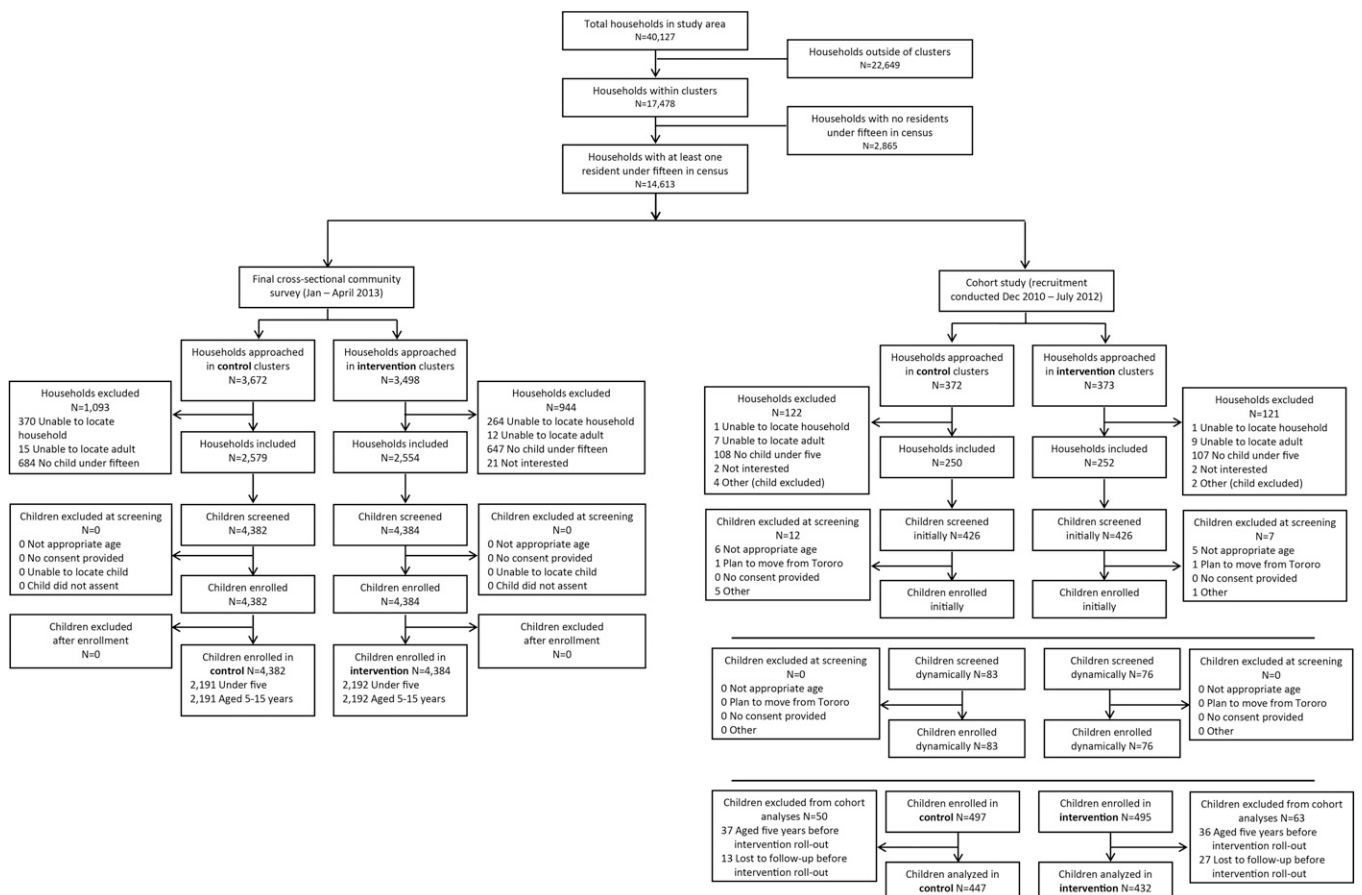 Total households in study area
N=40,127
Households outside of clusters
N=22,649
Households within clusters
N=17,478
Households with no residents
under fifteen in census
N=2,865
Households with at least one
resident under fifteen in census
N=14,613
Final cross-sectional community
survey (Jan – April 2013)
Households approached
in control clusters
N=3,672
Households approached
in intervention clusters
N=3,498
Households excluded
N=1,093
370 Unable to locate
household
15 Unable to locate adult
684 No child under fifteen
Households excluded
N=944
264 Unable to locate household
12 Unable to locate adult
647 No child under fifteen
21 Not interested
Households included
N=2,579
Households included
N=2,554
Children excluded at screening
N=0
0 Not appropriate age
0 No consent provided
0 Unable to locate child
0 Child did not assent
Children screened
N=4,382
Children screened
N=4,384
Children excluded at screening
N=0
0 Not appropriate age
0 No consent provided
0 Unable to locate child
0 Child did not assent
Children enrolled
N=4,382
Children enrolled
N=4,384
Children excluded
after enrollment
N=0
Children excluded
after enrollment
N=0
Children enrolled in
control N=4,382
2,191 Under five
2,191 Aged 5-15 years
Children enrolled in
intervention N=4,384
2,192 Under five
2,192 Aged 5-15 years
Cohort study (recruitment
conducted Dec 2010 – July 2012)
Households approached
in control clusters
N=372
Households approached
in intervention clusters
N=373
Households excluded
N=122
1 Unable to locate household
7 Unable to locate adult
108 No child under five
2 Not interested
4 Other (child excluded)
Households excluded
N=121
1 Unable to locate household
9 Unable to locate adult
107 No child under five
2 Not interested
2 Other (child excluded)
Households included
N=250
Households included
N=252
Children excluded at screening
N=12
6 Not appropriate age
1 Plan to move from Tororo
0 No consent provided
5 Other
Children screened
initially N=426
Children screened
initially N=426
Children excluded at screening
N=7
5 Not appropriate age
1 Plan to move from Tororo
0 No consent provided
1 Other
Children enrolled
initially
Children enrolled
initially
Children excluded at screening
N=0
0 Not appropriate age
0 Plan to move from Tororo
0 No consent provided
0 Other
Children screened
dynamically N=83
Children screened
dynamically N=76
Children excluded at screening
N=0
0 Not appropriate age
0 Plan to move from Tororo
0 No consent provided
0 Other
Children enrolled
dynamically N=83
Children enrolled
dynamically N=76
Children excluded from cohort
analyses N=50
37 Aged five years before
intervention roll-out
13 Lost to follow-up before
intervention roll-out
Children enrolled in
control N=497
Children enrolled in
intervention N=495
Children excluded from cohort
analyses N=63
36 Aged five years before
intervention roll-out
27 Lost to follow-up before
intervention roll-out
Children analyzed in
control N=447
Children analyzed in
intervention N=432